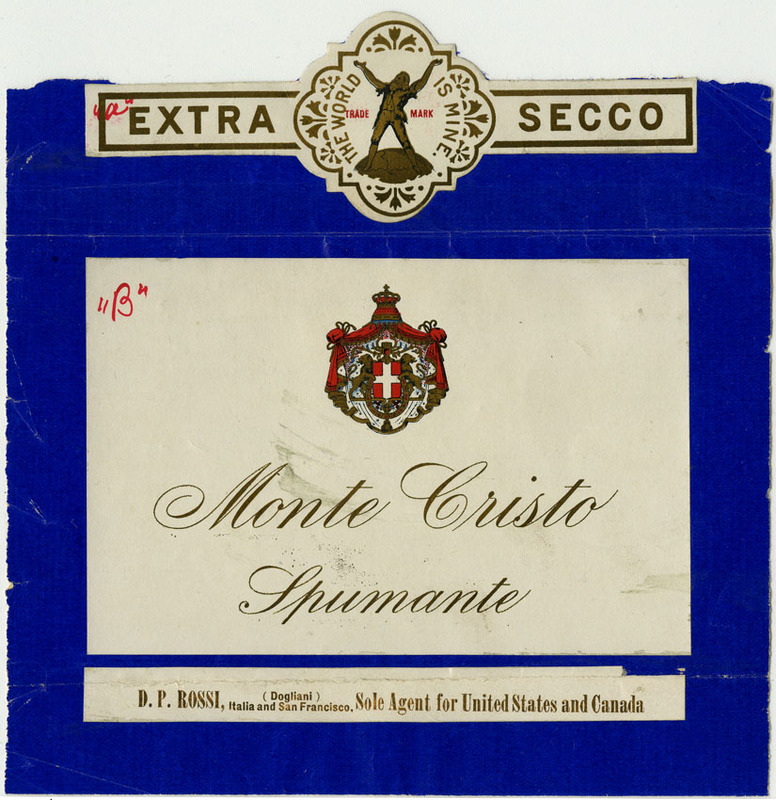 "a" EXTRA SECCO
THE WORLD IS MINE.
TRADE MARK
"B"
Monte Cristo
Spumante
D. P. ROSSI, (Dogliani) Italia and San Francisco. Sole Agent for United States and Canada